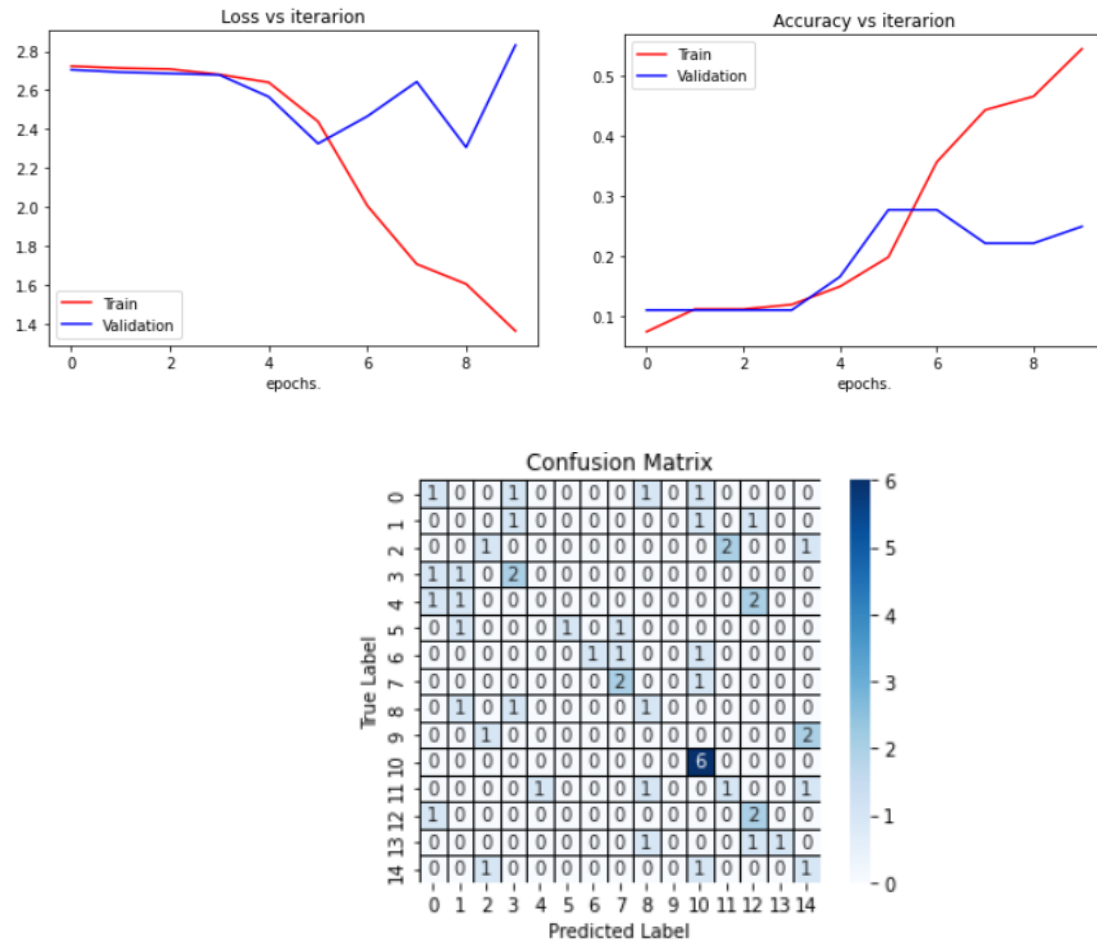 Loss vs iterarion
2.8
2.6
2.4
2.2
2.0
1.8
1.6
1.4
Train
Validation
0 2 4 6 8
epochs.
Accuracy vs iterarion
Train
Validation
0.5
0.4
0.3
0.2
0.1
0 2 4 6 8
epochs.
Confusion Matrix
True Label
0 1 0 0 1 0 0 0 0 1 0 1 0 0 0 0
1 0 0 0 1 0 0 0 0 0 0 1 0 1 0 0
2 0 0 1 0 0 0 0 0 0 0 0 2 0 0 1
3 1 1 0 2 0 0 0 0 0 0 0 0 0 0 0
4 1 1 0 0 0 0 0 0 0 0 0 0 2 0 0
5 0 1 0 0 0 1 0 1 0 0 0 0 0 0 0
6 0 0 0 0 0 0 1 1 0 0 1 0 0 0 0
7 0 0 0 0 0 0 0 2 0 0 1 0 0 0 0
8 0 1 0 1 0 0 0 0 1 0 0 0 0 0 0
9 0 0 1 0 0 0 0 0 0 0 0 0 0 0 2
10 0 0 0 0 0 0 0 0 0 0 6 0 0 0 0
11 0 0 0 0 1 0 0 0 1 0 0 1 0 0 1
12 1 0 0 0 0 0 0 0 0 0 0 0 2 0 0
13 0 0 0 0 0 0 0 0 1 0 0 0 1 1 0
14 0 0 1 0 0 0 0 0 0 0 1 0 0 0 1
0 1 2 3 4 5 6 7 8 9 10 11 12 13 14
Predicted Label
6
5
4
3
2
1
0